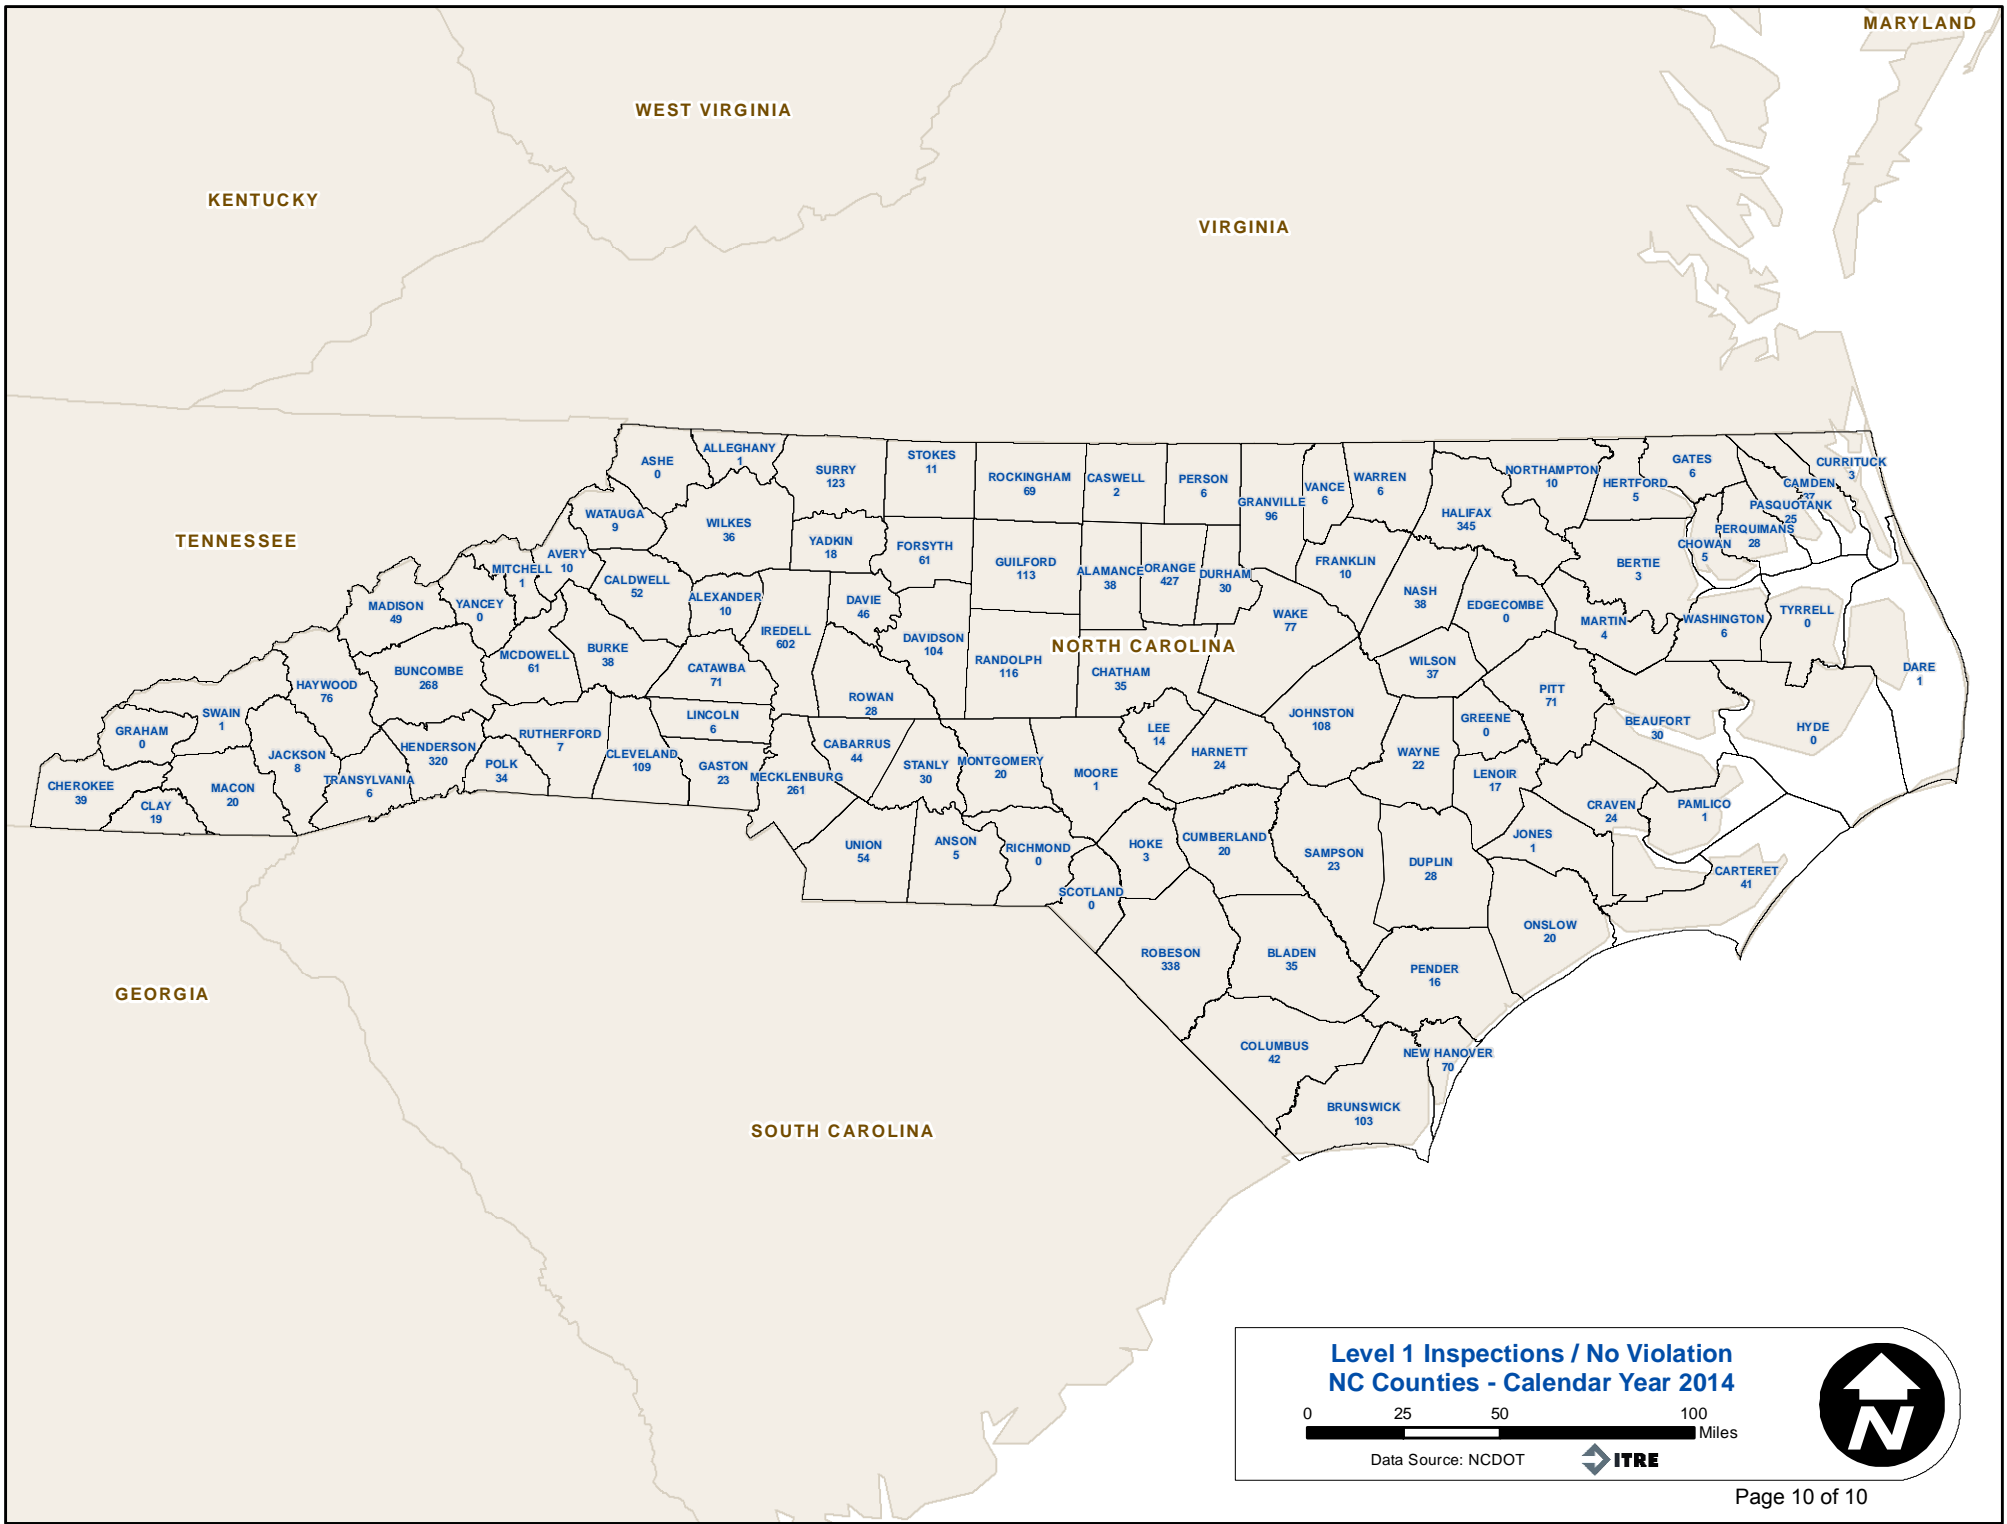 MARYLAND
WEST VIRGINIA
KENTUCKY
VIRGINIA
TENNESSEE
NORTH CAROLINA
GEORGIA
SOUTH CAROLINA
ASHE
0
ALLEGHANY
1
SURRY
123
STOKES
11
ROCKINGHAM
69
CASWELL
2
PERSON
6
GRANVILLE
96
VANCE
6
WARREN
6
NORTHAMPTON
10
HALIFAX
345
HERTFORD
5
GATES
6
CURRITUCK
3
CAMDEN
37
PASQUOTANK
25
PERQUIMANS
28
CHOWAN
5
BERTIE
3
WATAUGA
9
WILKES
36
YADKIN
18
FORSYTH
61
GUILFORD
113
ALAMANCE
38
ORANGE
427
DURHAM
30
FRANKLIN
10
NASH
38
EDGECOMBE
0
MARTIN
4
WASHINGTON
6
TYRRELL
0
DARE
1
AVERY
10
MITCHELL
1
YANCEY
0
MADISON
49
CALDWELL
52
ALEXANDER
10
IREDELL
602
DAVIE
46
DAVIDSON
104
RANDOLPH
116
CHATHAM
35
WAKE
77
WILSON
37
PITT
71
BEAUFORT
30
HYDE
0
HAYWOOD
76
BUNCOMBE
268
MCDOWELL
61
BURKE
38
CATAWBA
71
ROWAN
28
LINCOLN
6
GRAHAM
0
SWAIN
1
JACKSON
8
CHEROKEE
39
CLAY
19
MACON
20
TRANSYLVANIA
6
HENDERSON
320
POLK
34
RUTHERFORD
7
CLEVELAND
109
GASTON
23
MECKLENBURG
261
CABARRUS
44
STANLY
30
MONTGOMERY
20
MOORE
1
LEE
14
HARNETT
24
JOHNSTON
108
WAYNE
22
GREENE
0
LENOIR
17
CRAVEN
24
PAMLICO
1
UNION
54
ANSON
5
RICHMOND
0
SCOTLAND
0
HOKE
3
CUMBERLAND
20
SAMPSON
23
DUPLIN
28
JONES
1
CARTERET
41
ONSLOW
20
ROBESON
338
BLADEN
35
PENDER
16
COLUMBUS
42
NEW HANOVER
70
BRUNSWICK
103
Level 1 Inspections / No Violation
NC Counties - Calendar Year 2014
0 25 50 100
Miles
Data Source: NCDOT ITRE
N
Page 10 of 10